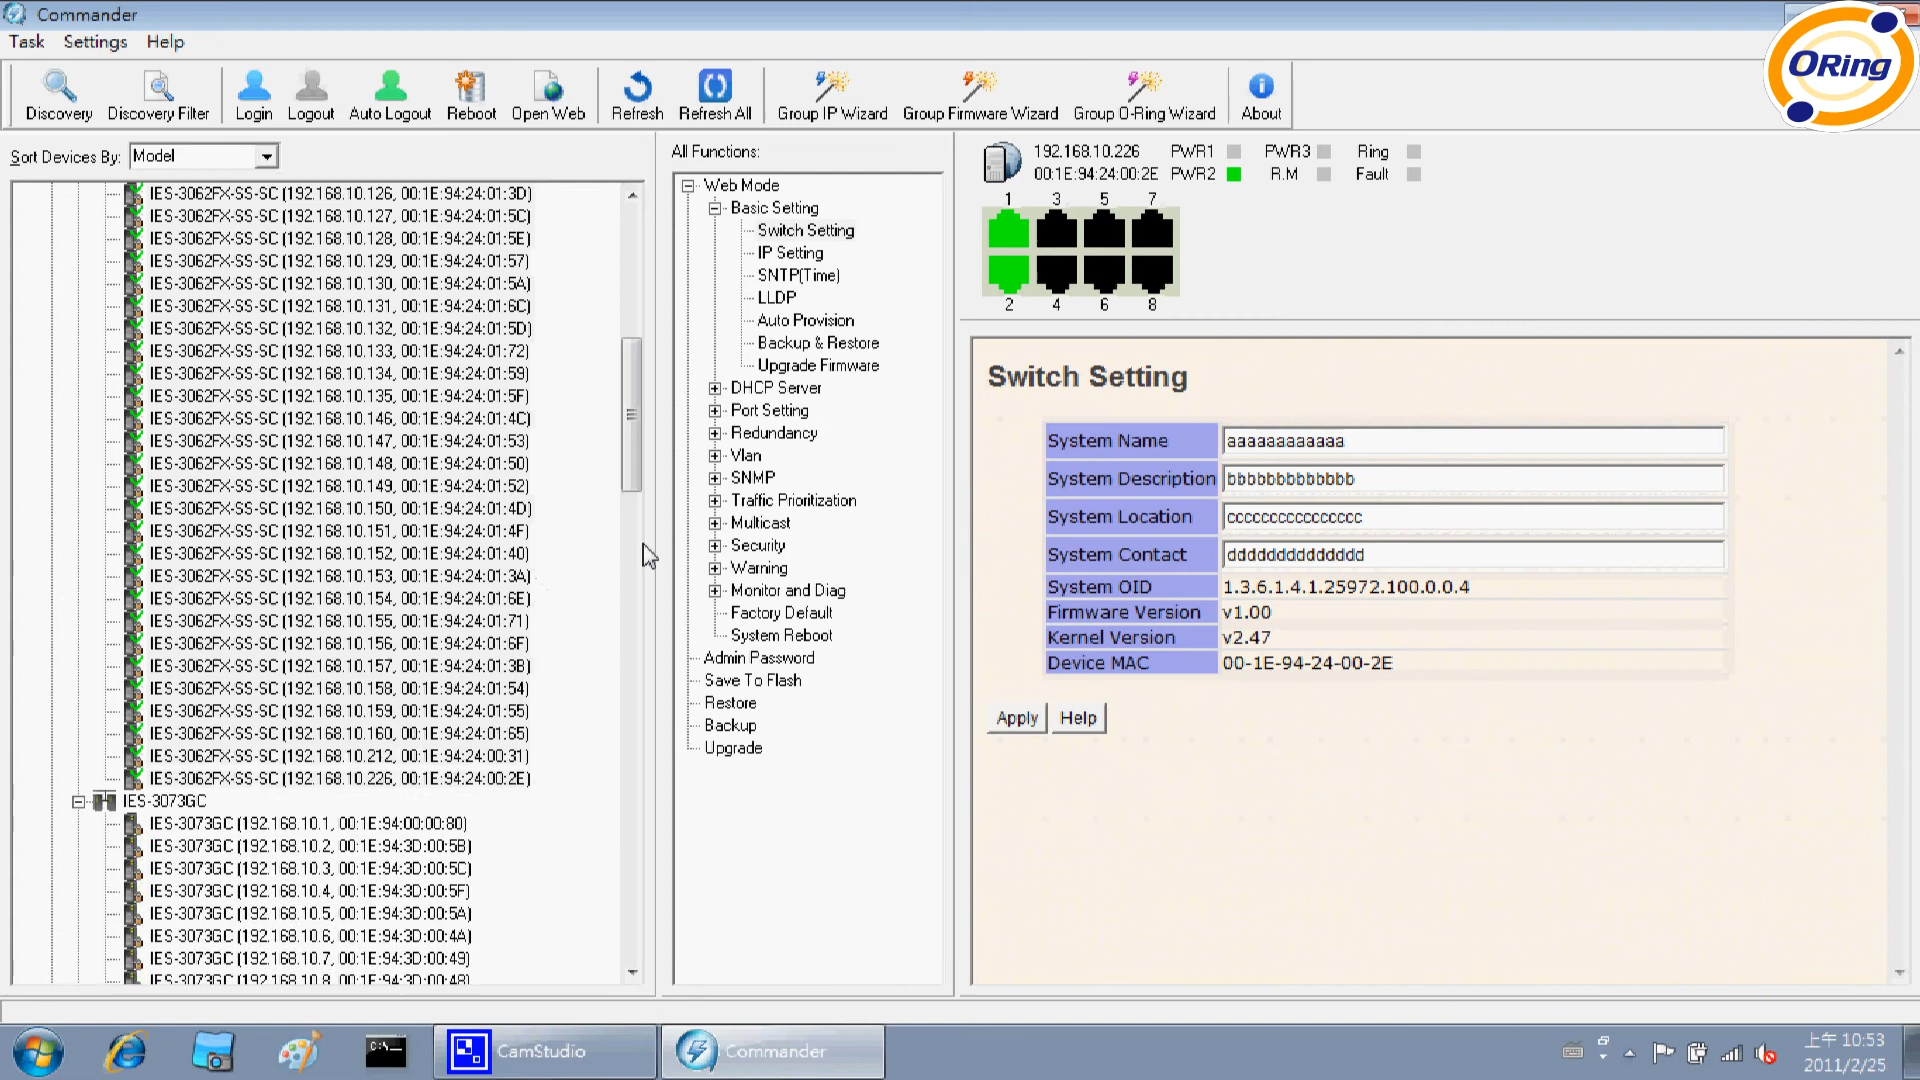 Commander
Task Settings Help
ORing
Discovery Discovery Filter Login Logout Auto Logout Reboot Open Web Refresh Refresh All Group IP Wizard Group Firmware Wizard Group O-Ring Wizard About
Sort Devices By: Model
IES-3062FX-SS-SC (192.168.10.126, 00:1E:94:24:01:3D)
IES-3062FX-SS-SC (192.168.10.127, 00:1E:94:24:01:5C)
IES-3062FX-SS-SC (192.168.10.128, 00:1E:94:24:01:5E)
IES-3062FX-SS-SC (192.168.10.129, 00:1E:94:24:01:57)
IES-3062FX-SS-SC (192.168.10.130, 00:1E:94:24:01:5A)
IES-3062FX-SS-SC (192.168.10.131, 00:1E:94:24:01:6C)
IES-3062FX-SS-SC (192.168.10.132, 00:1E:94:24:01:5D)
IES-3062FX-SS-SC (192.168.10.133, 00:1E:94:24:01:72)
IES-3062FX-SS-SC (192.168.10.134, 00:1E:94:24:01:59)
IES-3062FX-SS-SC (192.168.10.135, 00:1E:94:24:01:5F)
IES-3062FX-SS-SC (192.168.10.146, 00:1E:94:24:01:4C)
IES-3062FX-SS-SC (192.168.10.147, 00:1E:94:24:01:53)
IES-3062FX-SS-SC (192.168.10.148, 00:1E:94:24:01:50)
IES-3062FX-SS-SC (192.168.10.149, 00:1E:94:24:01:52)
IES-3062FX-SS-SC (192.168.10.150, 00:1E:94:24:01:4D)
IES-3062FX-SS-SC (192.168.10.151, 00:1E:94:24:01:4F)
IES-3062FX-SS-SC (192.168.10.152, 00:1E:94:24:01:40)
IES-3062FX-SS-SC (192.168.10.153, 00:1E:94:24:01:3A)
IES-3062FX-SS-SC (192.168.10.154, 00:1E:94:24:01:6E)
IES-3062FX-SS-SC (192.168.10.155, 00:1E:94:24:01:71)
IES-3062FX-SS-SC (192.168.10.156, 00:1E:94:24:01:6F)
IES-3062FX-SS-SC (192.168.10.157, 00:1E:94:24:01:3B)
IES-3062FX-SS-SC (192.168.10.158, 00:1E:94:24:01:54)
IES-3062FX-SS-SC (192.168.10.159, 00:1E:94:24:01:55)
IES-3062FX-SS-SC (192.168.10.160, 00:1E:94:24:01:65)
IES-3062FX-SS-SC (192.168.10.212, 00:1E:94:24:00:31)
IES-3062FX-SS-SC (192.168.10.226, 00:1E:94:24:00:2E)
IES-3073GC
IES-3073GC (192.168.10.1, 00:1E:94:00:00:80)
IES-3073GC (192.168.10.2, 00:1E:94:3D:00:5B)
IES-3073GC (192.168.10.3, 00:1E:94:3D:00:5C)
IES-3073GC (192.168.10.4, 00:1E:94:3D:00:5F)
IES-3073GC (192.168.10.5, 00:1E:94:3D:00:5A)
IES-3073GC (192.168.10.6, 00:1E:94:3D:00:4A)
IES-3073GC (192.168.10.7, 00:1E:94:3D:00:49)
IES-3073GC (192.168.10.8, 00:1E:94:3D:00:48)
All Functions:
Web Mode
Basic Setting
Switch Setting
IP Setting
SNTP(Time)
LLDP
Auto Provision
Backup & Restore
Upgrade Firmware
DHCP Server
Port Setting
Redundancy
Vlan
SNMP
Traffic Prioritization
Multicast
Security
Warning
Monitor and Diag
Factory Default
System Reboot
Admin Password
Save To Flash
Restore
Backup
Upgrade
192.168.10.226 PWR1 PWR3 Ring
00:1E:94:24:00:2E PWR2 R.M Fault
1 3 5 7
2 4 6 8
Switch Setting
System Name aaaaaaaaaaaa
System Description bbbbbbbbbbbbb
System Location cccccccccccccccc
System Contact dddddddddddddd
System OID 1.3.6.1.4.1.25972.100.0.0.4
Firmware Version v1.00
Kernel Version v2.47
Device MAC 00-1E-94-24-00-2E
Apply Help
C:\
CamStudio
Commander
上午 10:53
2011/2/25